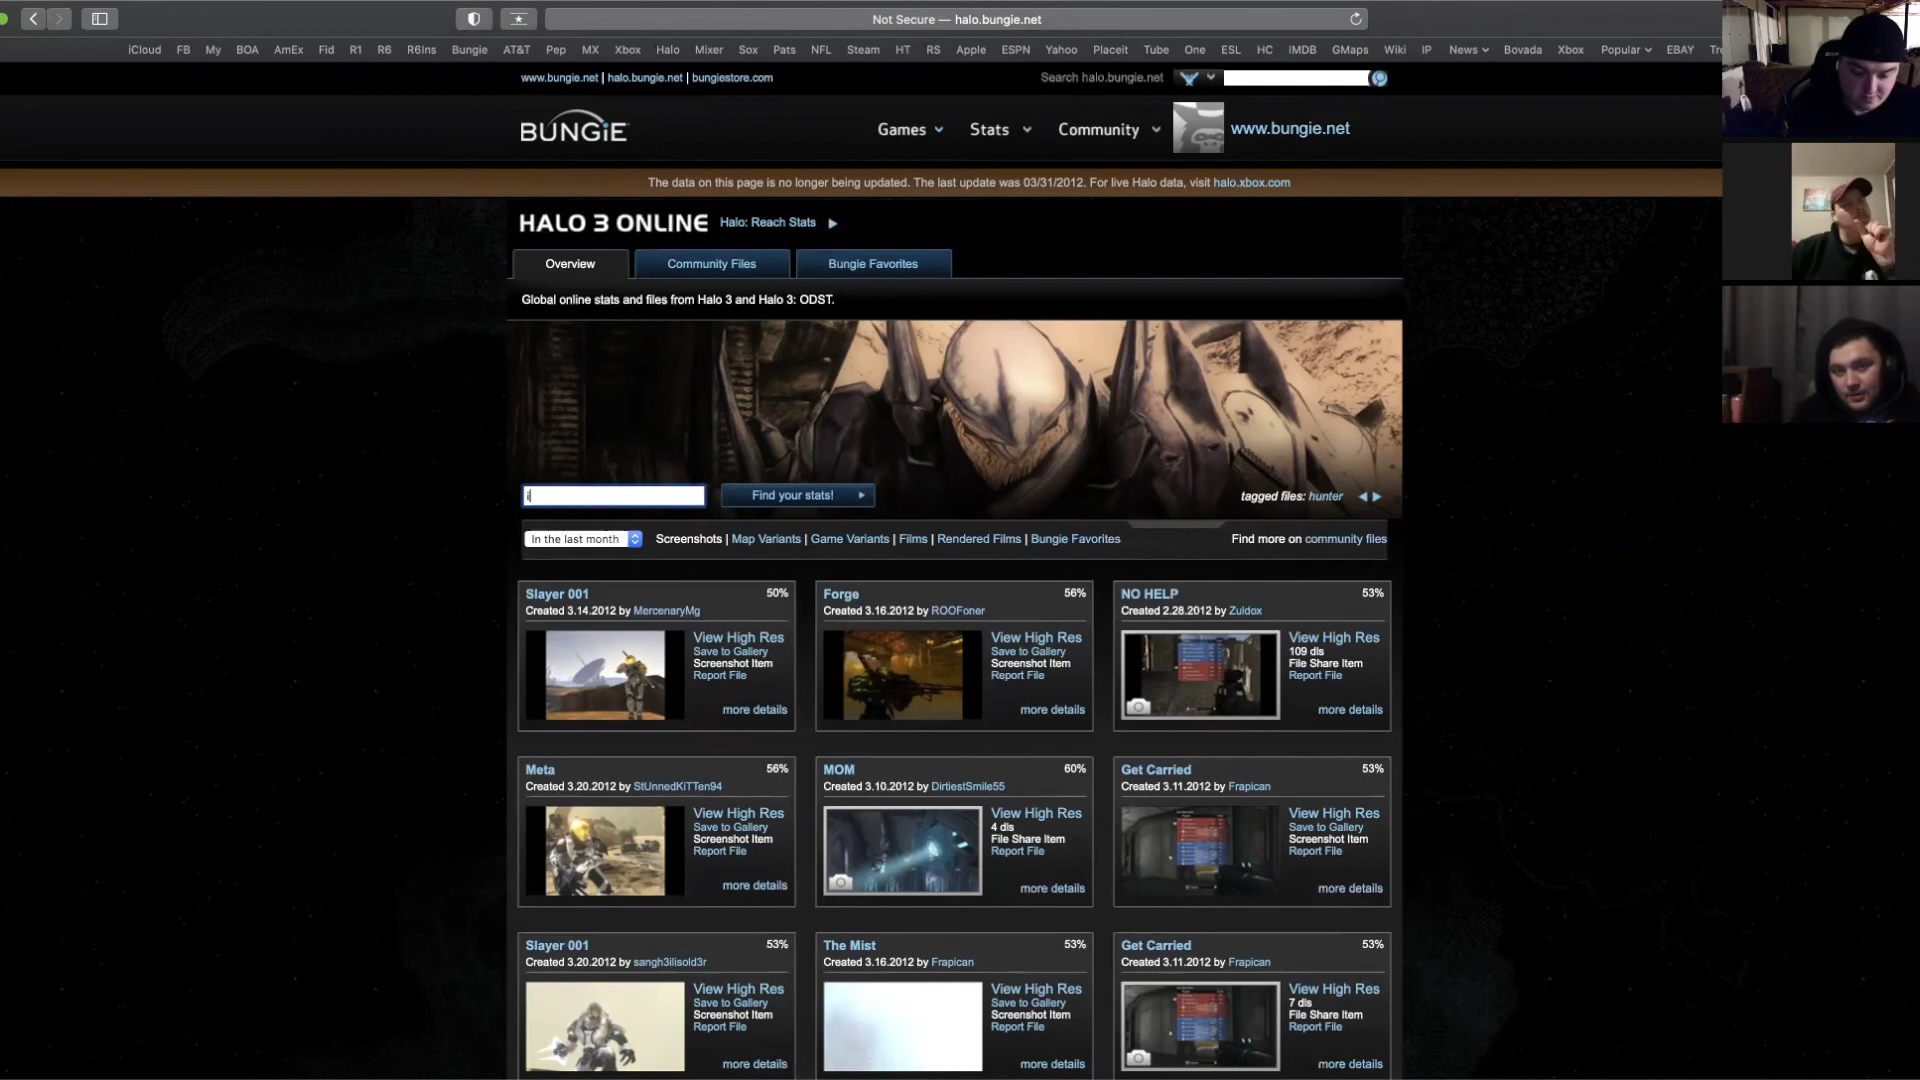 Not Secure — halo.bungie.net
iCloud FB My BOA AmEx Fid R1 R6 R6Ins Bungie AT&T Pep MX Xbox Halo Mixer Sox Pats NFL Steam HT RS Apple ESPN Yahoo Placeit Tube One ESL HC IMDB GMaps Wiki IP News Bovada Xbox Popular EBAY
www.bungie.net | halo.bungie.net | bungiestore.com
Search halo.bungie.net
BUNGiE
Games Stats Community www.bungie.net
The data on this page is no longer being updated. The last update was 03/31/2012. For live Halo data, visit halo.xbox.com
HALO 3 ONLINE Halo: Reach Stats
Overview Community Files Bungie Favorites
Global online stats and files from Halo 3 and Halo 3: ODST.
Find your stats! tagged files: hunter
In the last month Screenshots | Map Variants | Game Variants | Films | Rendered Films | Bungie Favorites Find more on community files
Slayer 001 50%
Created 3.14.2012 by MercenaryMg
View High Res
Save to Gallery
Screenshot Item
Report File
more details
Forge 56%
Created 3.16.2012 by ROOFoner
View High Res
Save to Gallery
Screenshot Item
Report File
more details
NO HELP 53%
Created 2.28.2012 by Zuldox
View High Res
109 dls
File Share Item
Report File
more details
Meta 56%
Created 3.20.2012 by StUnnedKiTTen94
View High Res
Save to Gallery
Screenshot Item
Report File
more details
MOM 60%
Created 3.10.2012 by DirtiestSmile55
View High Res
4 dls
File Share Item
Report File
more details
Get Carried 53%
Created 3.11.2012 by Frapican
View High Res
Save to Gallery
Screenshot Item
Report File
more details
Slayer 001 53%
Created 3.20.2012 by sangh3ilisold3r
View High Res
Save to Gallery
Screenshot Item
Report File
more details
The Mist 53%
Created 3.16.2012 by Frapican
View High Res
Save to Gallery
Screenshot Item
Report File
more details
Get Carried 53%
Created 3.11.2012 by Frapican
View High Res
7 dls
File Share Item
Report File
more details